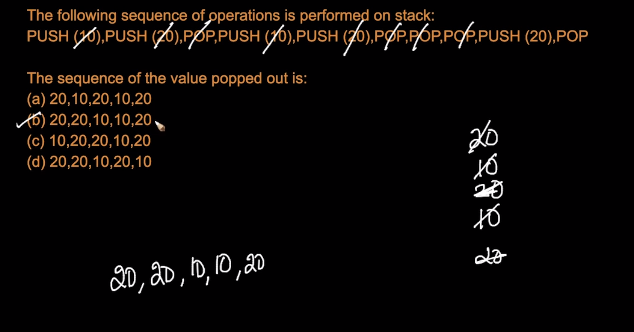 The following sequence of operations is performed on stack:
PUSH (10),PUSH (20),POP,PUSH (10),PUSH (20),POP,POP,POP,PUSH (20),POP
The sequence of the value popped out is:
(a) 20,10,20,10,20
(b) 20,20,10,10,20
(c) 10,20,20,10,20
(d) 20,20,10,20,10
20
10
20
10
20
20, 20, 10, 10, 20